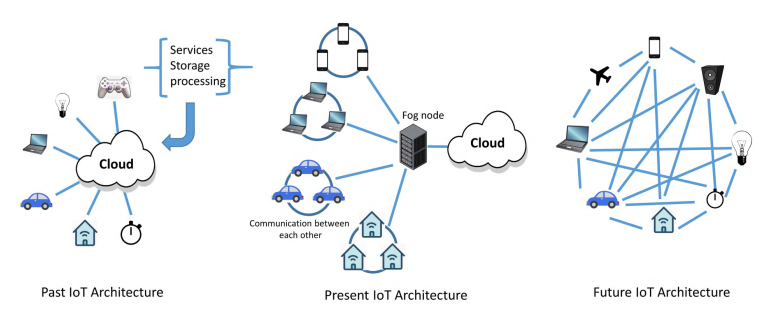 Services
Storage
processing
Cloud
Past IoT Architecture
Fog node
Cloud
Communication between
each other
Present IoT Architecture
Future IoT Architecture